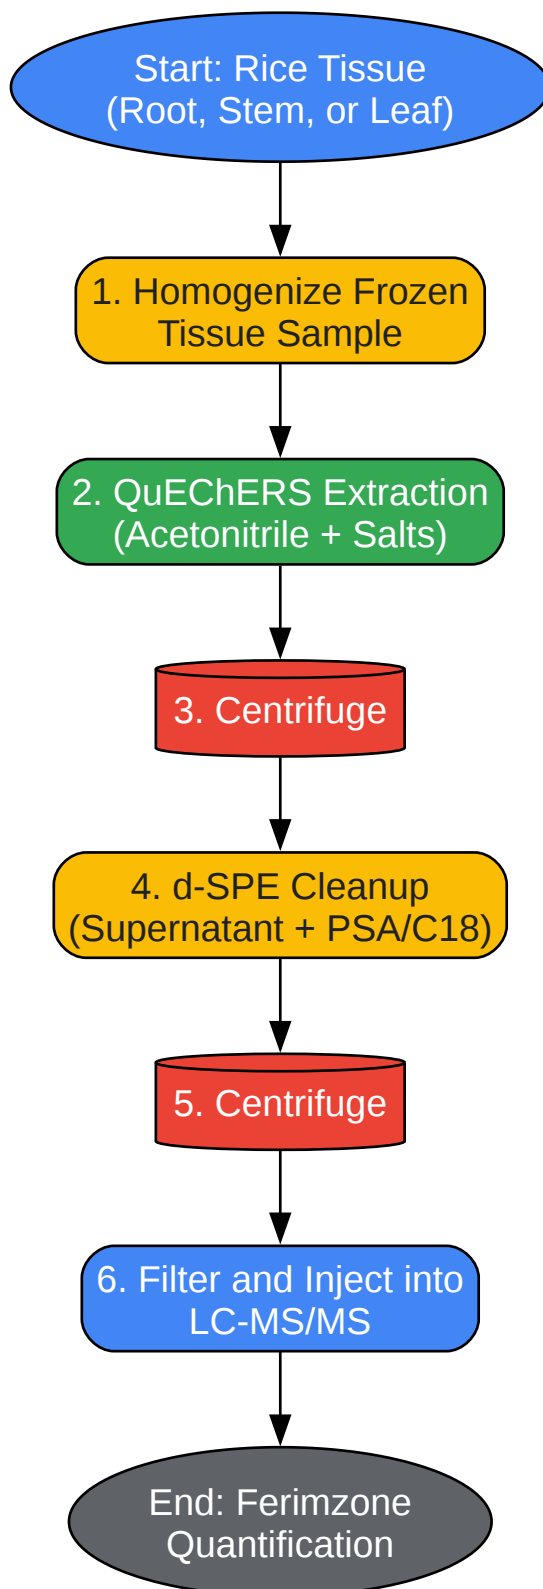 Start: Rice Tissue
(Root, Stem, or Leaf)
1. Homogenize Frozen
Tissue Sample
2. QuEChERS Extraction
(Acetonitrile + Salts)
3. Centrifuge
4. d-SPE Cleanup
(Supernatant + PSA/C18)
5. Centrifuge
6. Filter and Inject into
LC-MS/MS
End: Ferimzone
Quantification